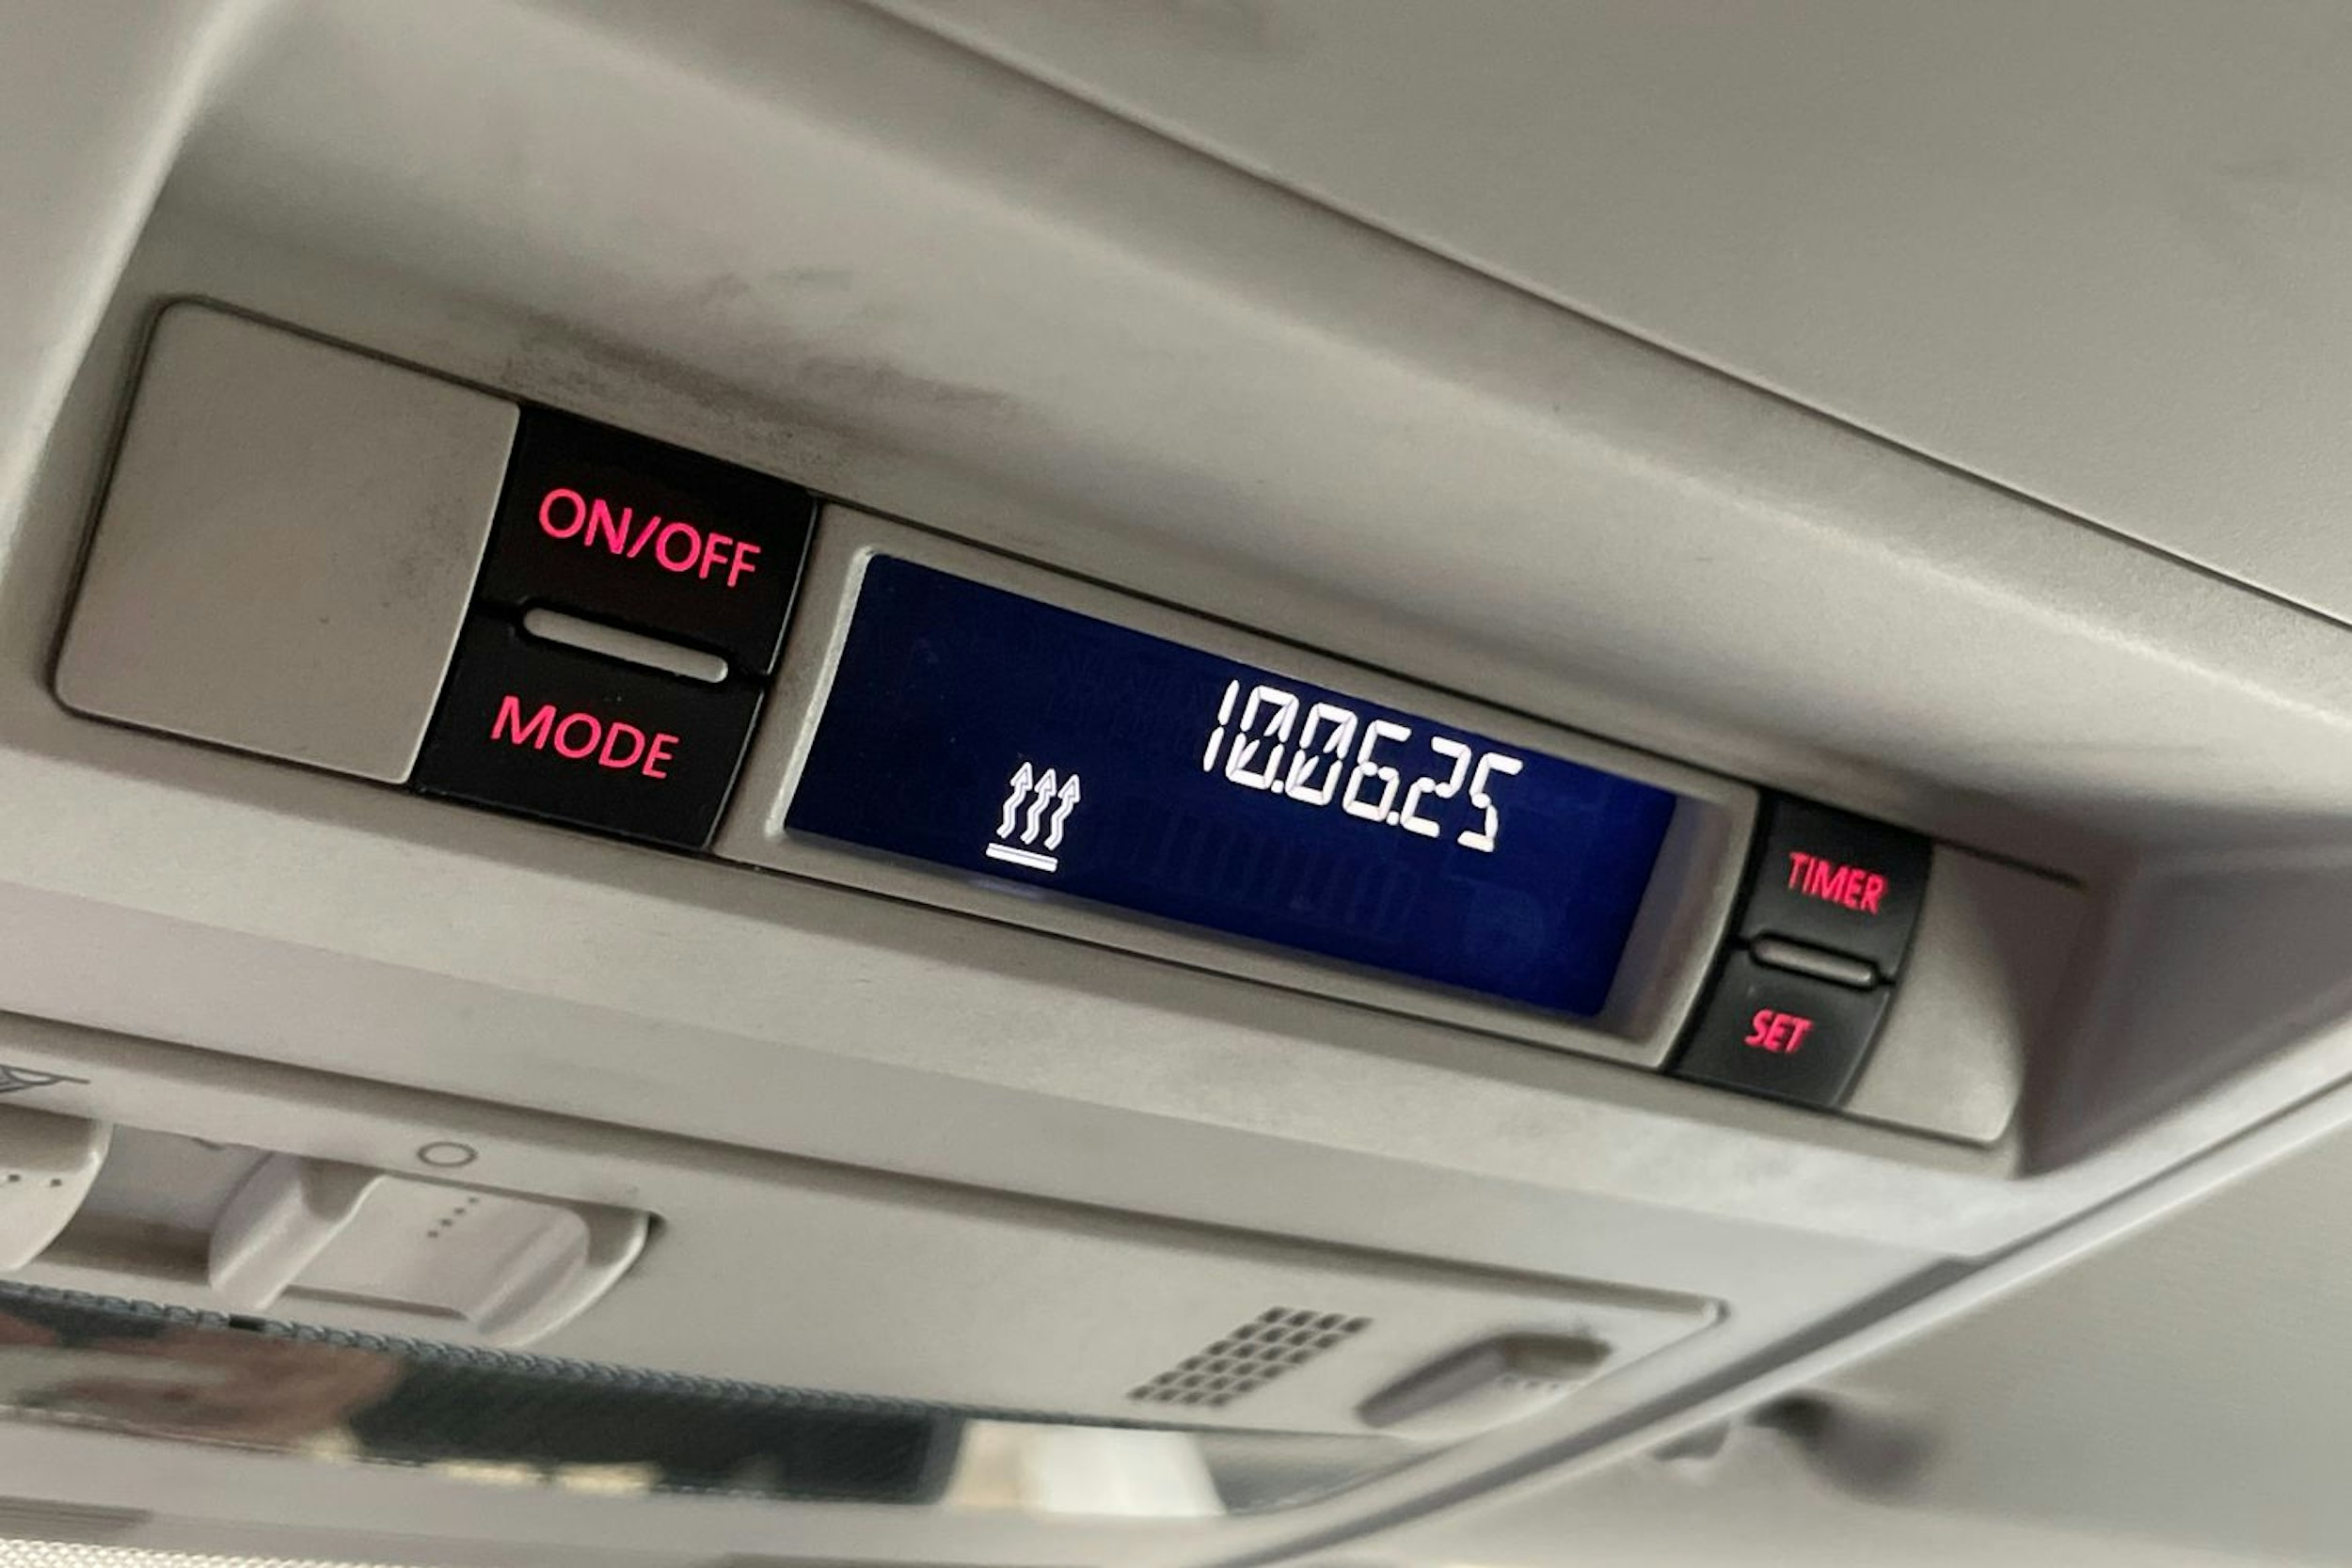 ON/OFF
MODE
10.06.25
TIMER
SET